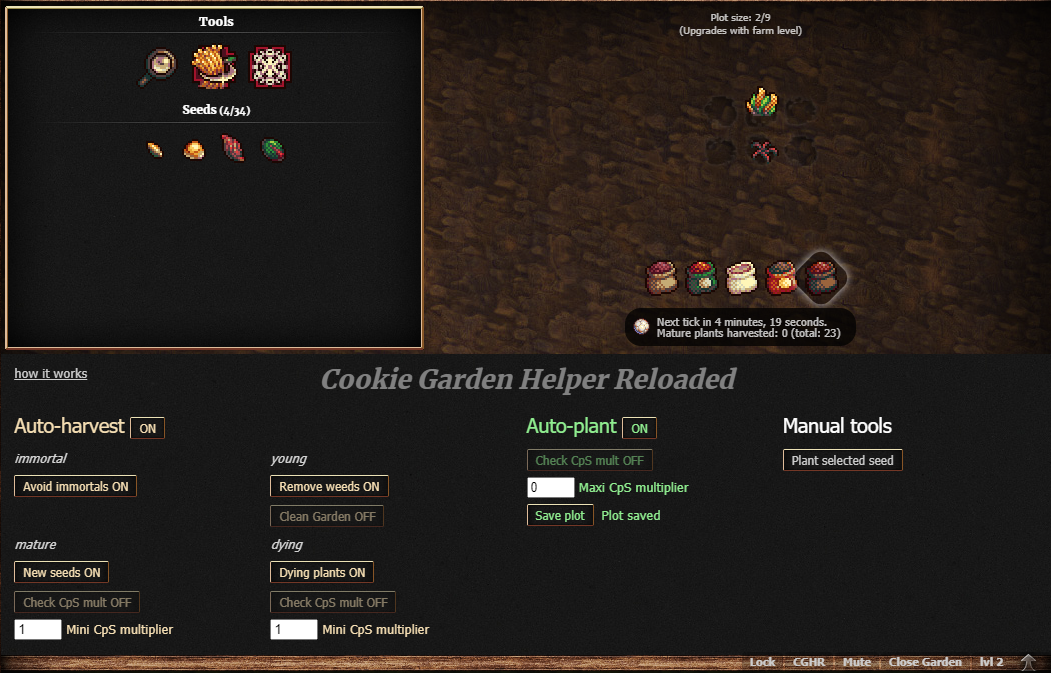 Tools
Seeds (4/34)
Plot size: 2/9
(Upgrades with farm level)
Next tick in 4 minutes, 19 seconds.
Mature plants harvested: 0 (total: 23)
how it works
Cookie Garden Helper Reloaded
Auto-harvest ON
immortal
Avoid immortals ON
young
Remove weeds ON
Clean Garden OFF
mature
New seeds ON
Check CpS mult OFF
1 Mini CpS multiplier
dying
Dying plants ON
Check CpS mult OFF
1 Mini CpS multiplier
Auto-plant ON
Check CpS mult OFF
0 Maxi CpS multiplier
Save plot Plot saved
Manual tools
Plant selected seed
Lock CGHR Mute Close Garden lvl 2